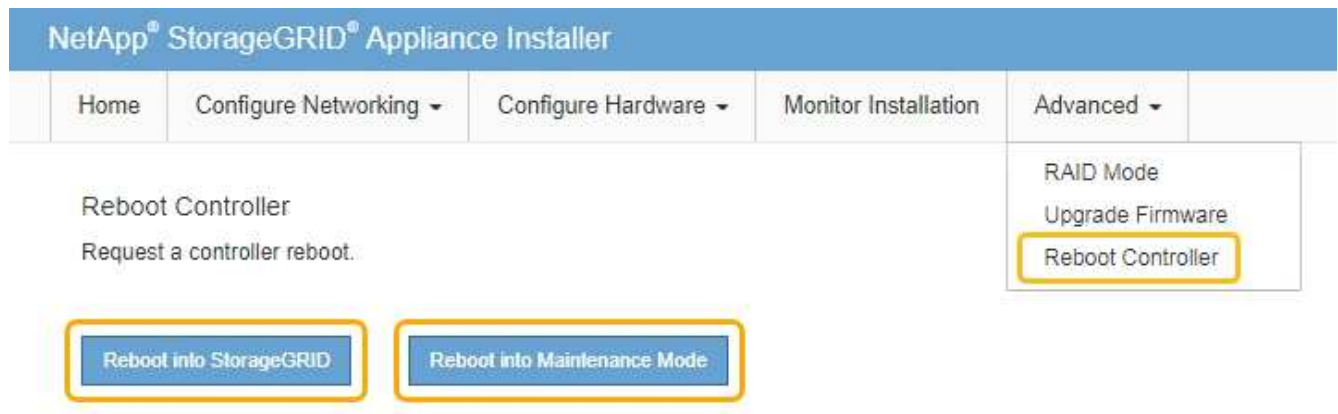 NetApp® StorageGRID® Appliance Installer
Home Configure Networking Configure Hardware Monitor Installation Advanced
RAID Mode
Upgrade Firmware
Reboot Controller
Reboot Controller
Request a controller reboot.
Reboot into StorageGRID Reboot into Maintenance Mode